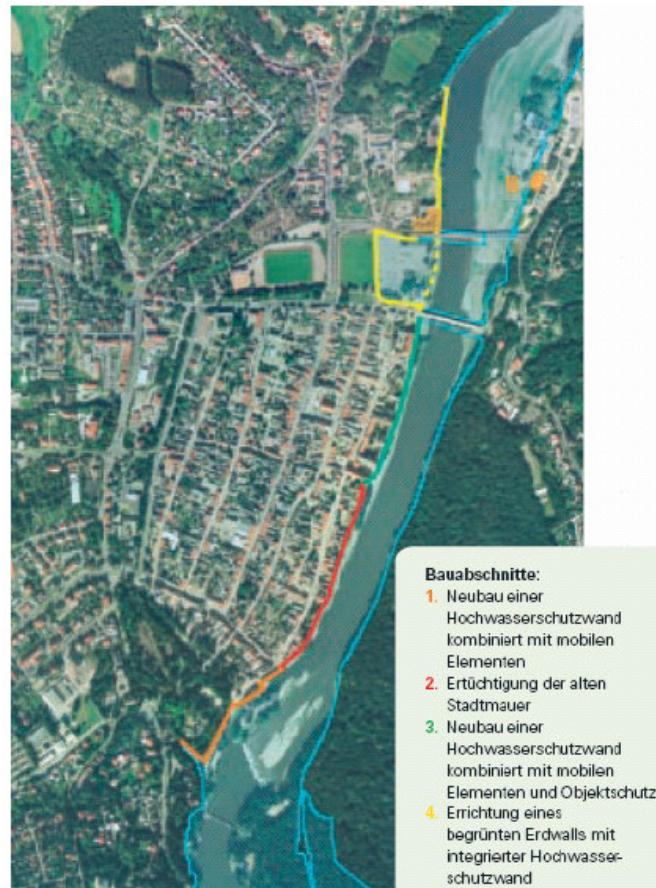 Bauabschnitte:
1. Neubau einer
Hochwasserschutzwand
kombiniert mit mobilen
Elementen
2. Ertüchtigung der alten
Stadtmauer
3. Neubau einer
Hochwasserschutzwand
kombiniert mit mobilen
Elementen und Objektschutz
4. Errichtung eines
begrünten Erdwalls mit
integrierter Hochwasser-
schutzwand